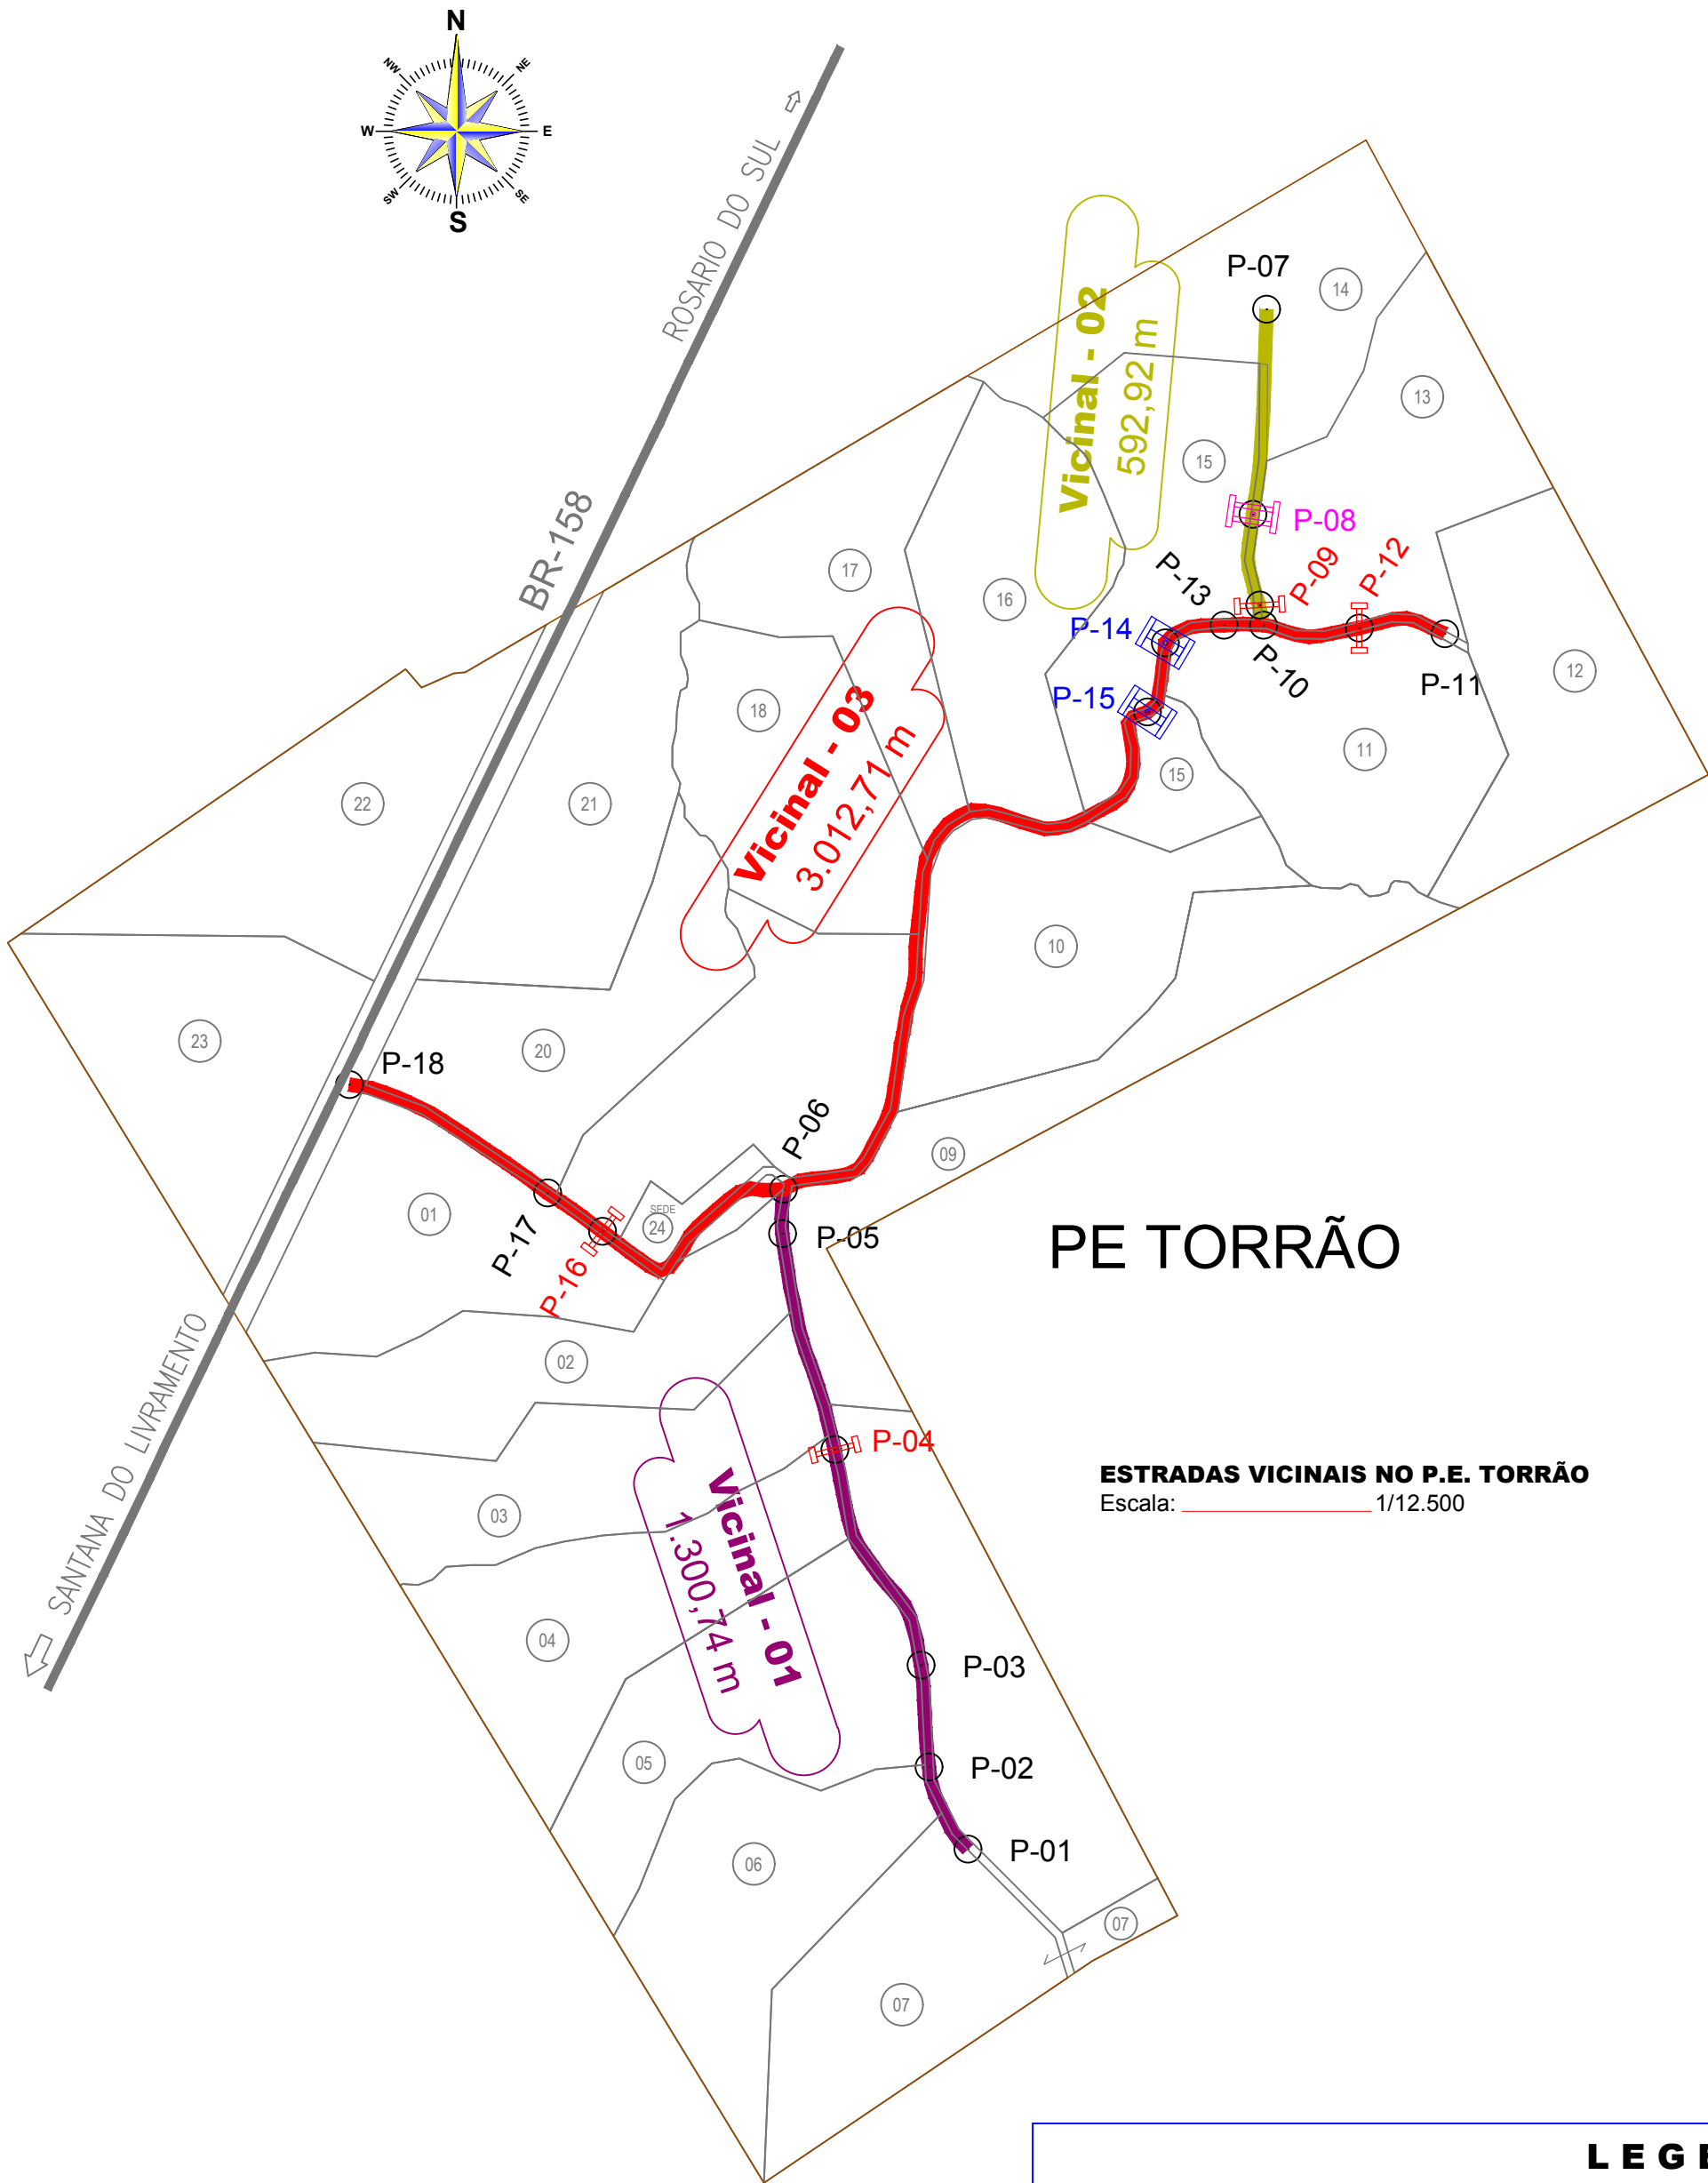 N
NW
NE
W
E
SW
SE
S
ROSARIO DO SUL
BR-158
SANTANA DO LIVRAMENTO
Vicinal - 02
592,92 m
P-07
14
13
15
P-08
P-09
P-12
P-13
P-14
P-10
P-11
P-15
12
11
15
17
16
18
Vicinal - 03
3.012,71 m
22
21
10
23
20
P-18
P-06
09
01
P-17
P-16
SEDE
24
P-05
PE TORRÃO
02
P-04
ESTRADAS VICINAIS NO P.E. TORRÃO
Escala: 1/12.500
03
Vicinal - 01
1.300,74 m
04
P-03
05
P-02
06
P-01
07
07
LEGE